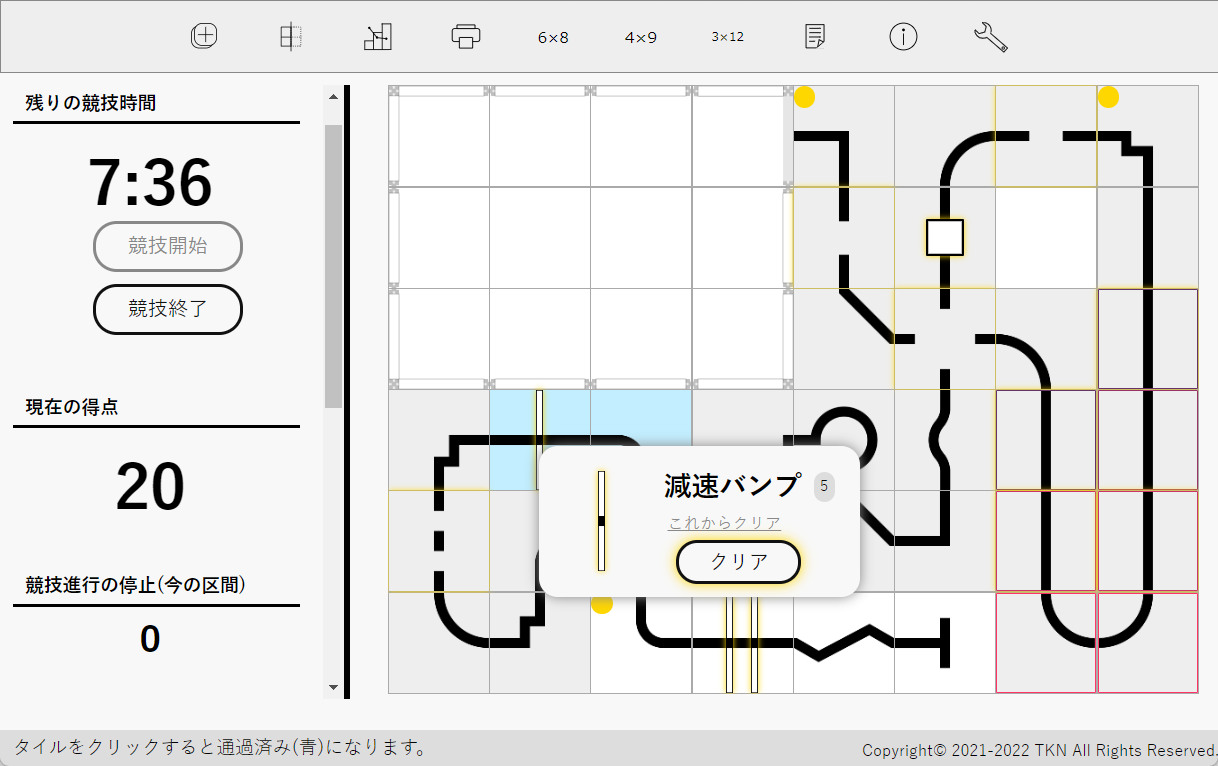 6×8
4×9
3×12
残りの競技時間
7:36
競技開始
競技終了
現在の得点
20
競技進行の停止(今の区間)
0
減速バンプ 5
これからクリア
クリア
タイルをクリックすると通過済み(青)になります。
Copyright© 2021-2022 TKN All Rights Reserved.